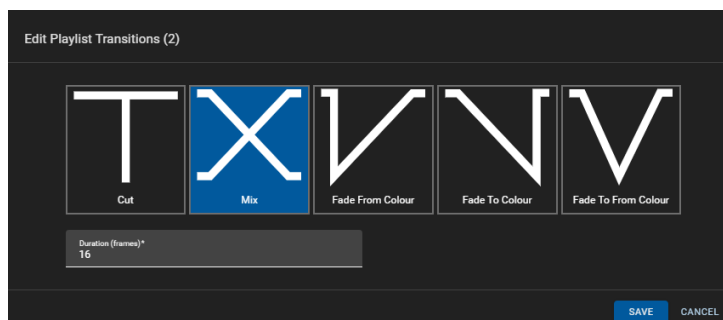 Edit Playlist Transitions (2)
Cut
Mix
Fade From Colour
Fade To Colour
Fade To From Colour
Duration (frames)*
16
SAVE
CANCEL